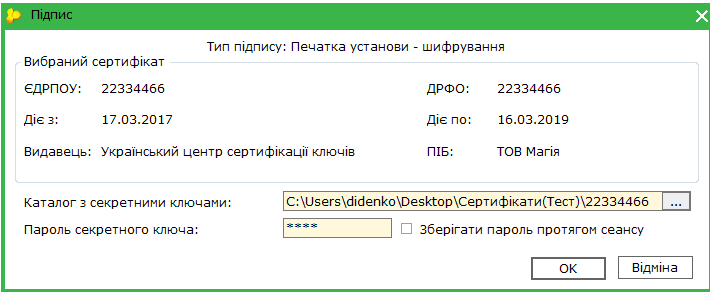 Підпис
Тип підпису: Печатка установи - шифрування
Вибраний сертифікат
ЄДРПОУ: 22334466 ДРФО: 22334466
Діє з: 17.03.2017 Діє по: 16.03.2019
Видавець: Український центр сертифікації ключів ПІБ: ТОВ Магія
Каталог з секретними ключами: C:\Users\didenko\Desktop\Сертифікати(Тест)\22334466 ...
Пароль секретного ключа: **** Зберігати пароль протягом сеансу
OK Відміна